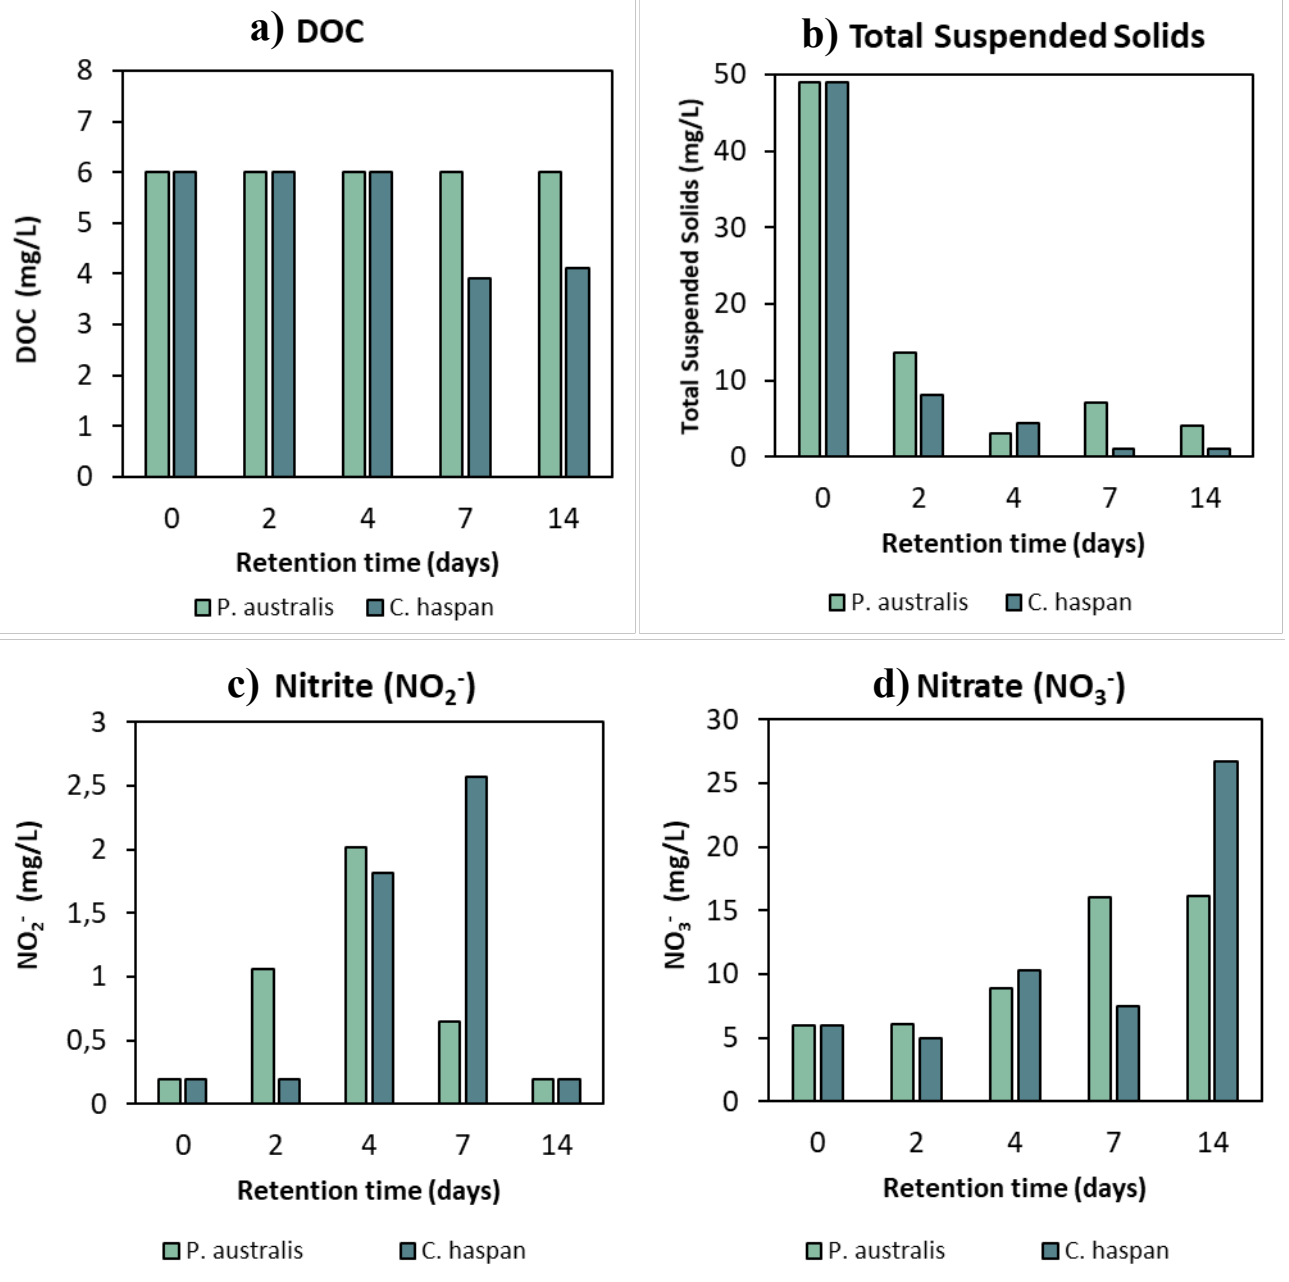 a) DOC
8
7
6
5
4
3
2
1
0
DOC (mg/L)
0 2 4 7 14
Retention time (days)
P. australis C. haspan
b) Total Suspended Solids
50
40
30
20
10
0
Total Suspended Solids (mg/L)
0 2 4 7 14
Retention time (days)
P. australis C. haspan
c) Nitrite (NO₂⁻)
3
2,5
2
1,5
1
0,5
0
NO₂⁻ (mg/L)
0 2 4 7 14
Retention time (days)
P. australis C. haspan
d) Nitrate (NO₃⁻)
30
25
20
15
10
5
0
NO₃⁻ (mg/L)
0 2 4 7 14
Retention time (days)
P. australis C. haspan